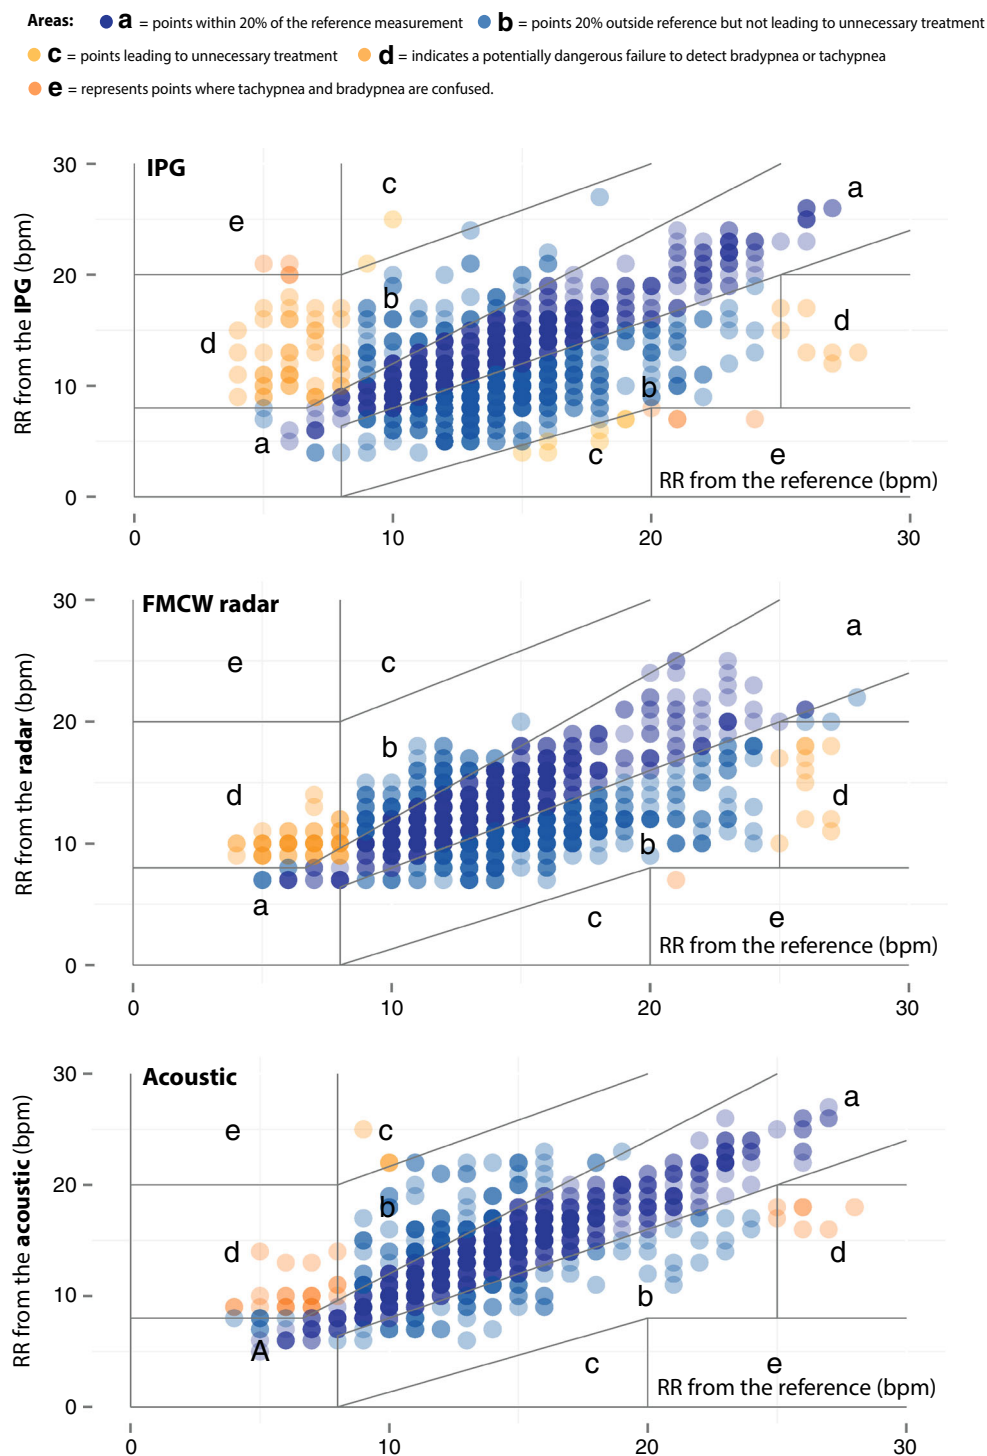 Areas: a = points within 20% of the reference measurement b = points 20% outside reference but not leading to unnecessary treatment
c = points leading to unnecessary treatment d = indicates a potentially dangerous failure to detect bradypnea or tachypnea
e = represents points where tachypnea and bradypnea are confused.
IPG
RR from the IPG (bpm)
30
20
10
0
e
c
a
b
d
d
b
a
c
e
RR from the reference (bpm)
0 10 20 30
FMCW radar
RR from the radar (bpm)
30
20
10
0
a
e
c
b
d
d
b
a
c
e
RR from the reference (bpm)
0 10 20 30
Acoustic
RR from the acoustic (bpm)
30
20
10
0
a
e
c
b
d
d
b
A
c
e
RR from the reference (bpm)
0 10 20 30